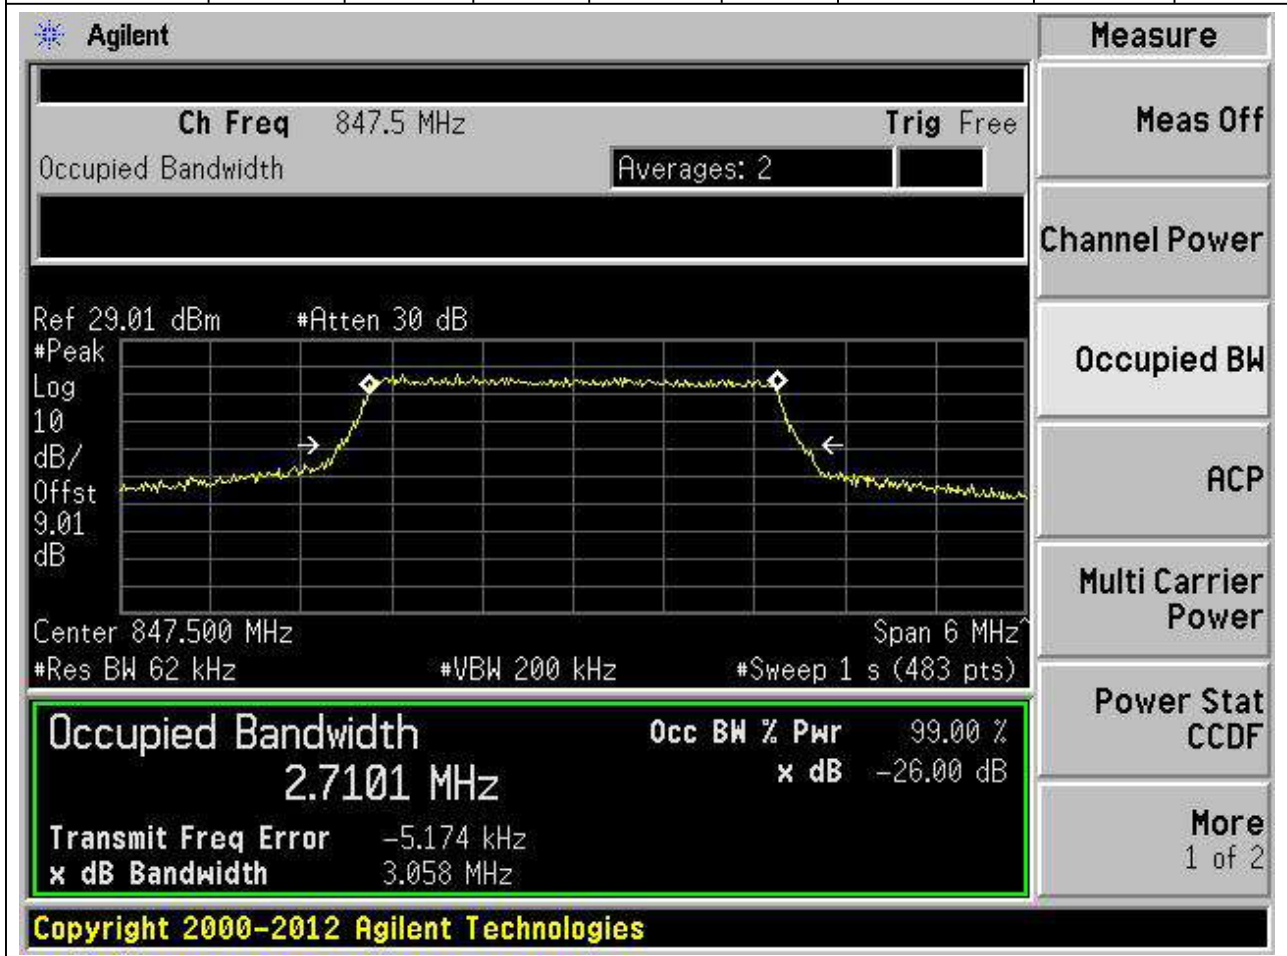 Agilent
Measure
Ch Freq 847.5 MHz Trig Free
Occupied Bandwidth Averages: 2
Meas Off
Channel Power
Occupied BW
ACP
Multi Carrier
Power
Power Stat
CCDF
More
1 of 2
Ref 29.01 dBm #Atten 30 dB
#Peak
Log
10
dB/
Offst
9.01
dB
Center 847.500 MHz Span 6 MHz^
#Res BW 62 kHz #VBW 200 kHz #Sweep 1 s (483 pts)
Occupied Bandwidth Occ BW % Pwr 99.00 %
2.7101 MHz x dB -26.00 dB
Transmit Freq Error -5.174 kHz
x dB Bandwidth 3.058 MHz
Copyright 2000-2012 Agilent Technologies